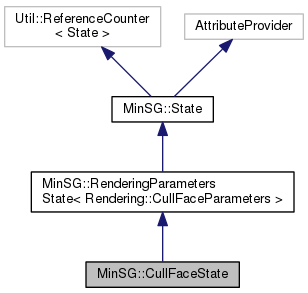 Util::ReferenceCounter
< State >
AttributeProvider
MinSG::State
MinSG::RenderingParameters
State< Rendering::CullFaceParameters >
MinSG::CullFaceState